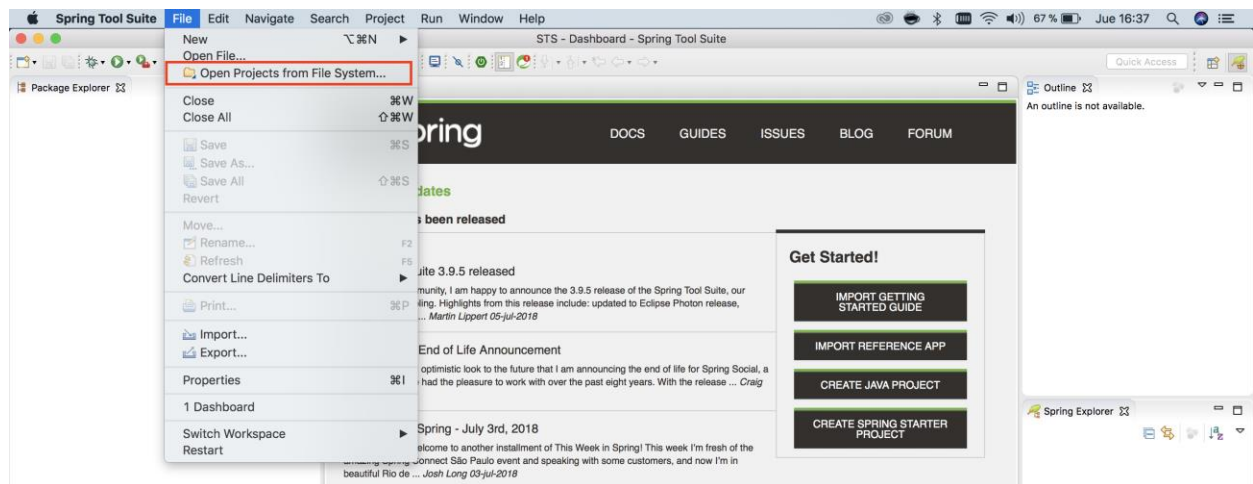 Spring Tool Suite File Edit Navigate Search Project Run Window Help 67 % Jue 16:37
STS - Dashboard - Spring Tool Suite
Quick Access
Package Explorer
New ⌥⌘N
Open File...
Open Projects from File System...
Close ⌘W
Close All ⇧⌘W
Save ⌘S
Save As...
Save All ⇧⌘S
Revert
Move...
Rename... F2
Refresh F5
Convert Line Delimiters To
Print... ⌘P
Import...
Export...
Properties ⌘I
1 Dashboard
Switch Workspace
Restart
pring
DOCS GUIDES ISSUES BLOG FORUM
dates
been released
uite 3.9.5 released
munity, I am happy to announce the 3.9.5 release of the Spring Tool Suite, our
ling. Highlights from this release include: updated to Eclipse Photon release,
... Martin Lippert 05-jul-2018
End of Life Announcement
optimistic look to the future that I am announcing the end of life for Spring Social, a
had the pleasure to work with over the past eight years. With the release ... Craig
Spring - July 3rd, 2018
elcome to another installment of This Week in Spring! This week I'm fresh of the
amazing Spring Connect São Paulo event and speaking with some customers, and now I'm in
beautiful Rio de ... Josh Long 03-jul-2018
Get Started!
IMPORT GETTING
STARTED GUIDE
IMPORT REFERENCE APP
CREATE JAVA PROJECT
CREATE SPRING STARTER
PROJECT
Outline
An outline is not available.
Spring Explorer